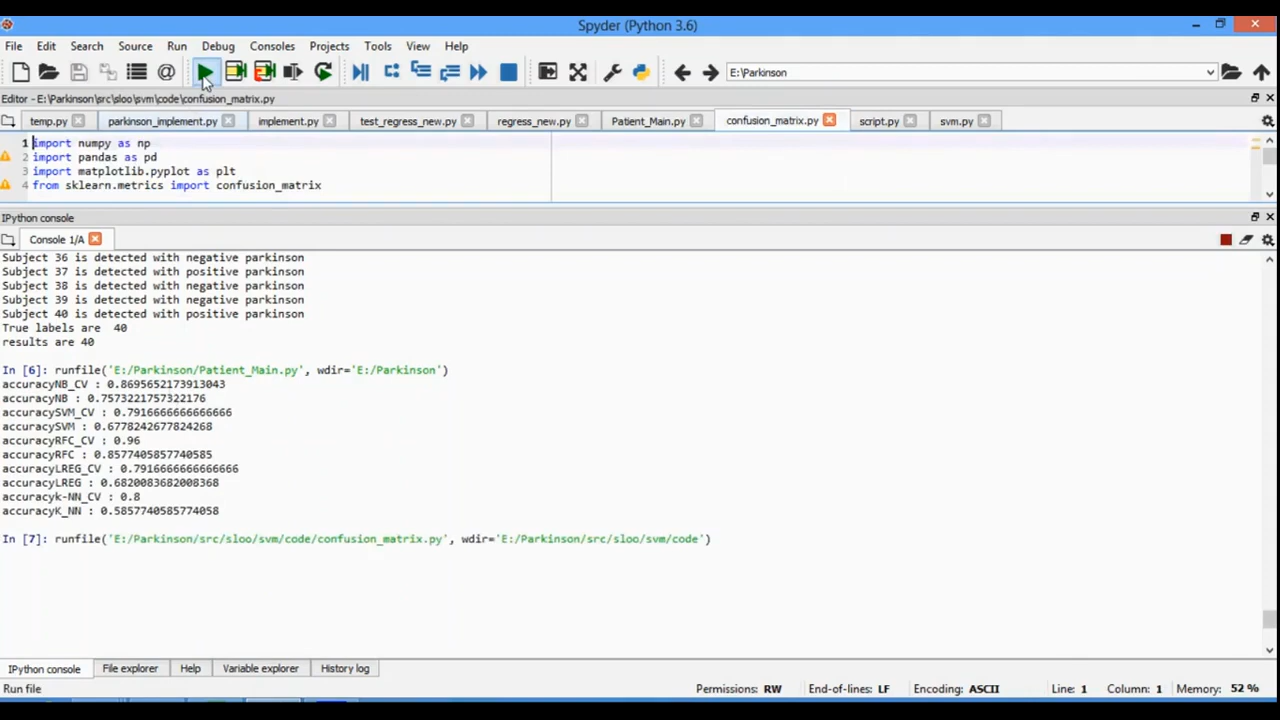 Spyder (Python 3.6)
File Edit Search Source Run Debug Consoles Projects Tools View Help
E:\Parkinson
Editor - E:\Parkinson\src\sloo\svm\code\confusion_matrix.py
temp.py parkinson_implement.py implement.py test_regress_new.py regress_new.py Patient_Main.py confusion_matrix.py script.py svm.py
1 import numpy as np
2 import pandas as pd
3 import matplotlib.pyplot as plt
4 from sklearn.metrics import confusion_matrix
IPython console
Console 1/A
Subject 36 is detected with negative parkinson
Subject 37 is detected with positive parkinson
Subject 38 is detected with negative parkinson
Subject 39 is detected with negative parkinson
Subject 40 is detected with positive parkinson
True labels are 40
results are 40
In [6]: runfile('E:/Parkinson/Patient_Main.py', wdir='E:/Parkinson')
accuracyNB_CV : 0.8695652173913043
accuracyNB : 0.7573221757322176
accuracySVM_CV : 0.7916666666666666
accuracySVM : 0.6778242677824268
accuracyRFC_CV : 0.96
accuracyRFC : 0.8577405857740585
accuracyLREG_CV : 0.7916666666666666
accuracyLREG : 0.6820083682008368
accuracyk-NN_CV : 0.8
accuracyK_NN : 0.5857740585774058
In [7]: runfile('E:/Parkinson/src/sloo/svm/code/confusion_matrix.py', wdir='E:/Parkinson/src/sloo/svm/code')
IPython console File explorer Help Variable explorer History log
Run file Permissions: RW End-of-lines: LF Encoding: ASCII Line: 1 Column: 1 Memory: 52 %